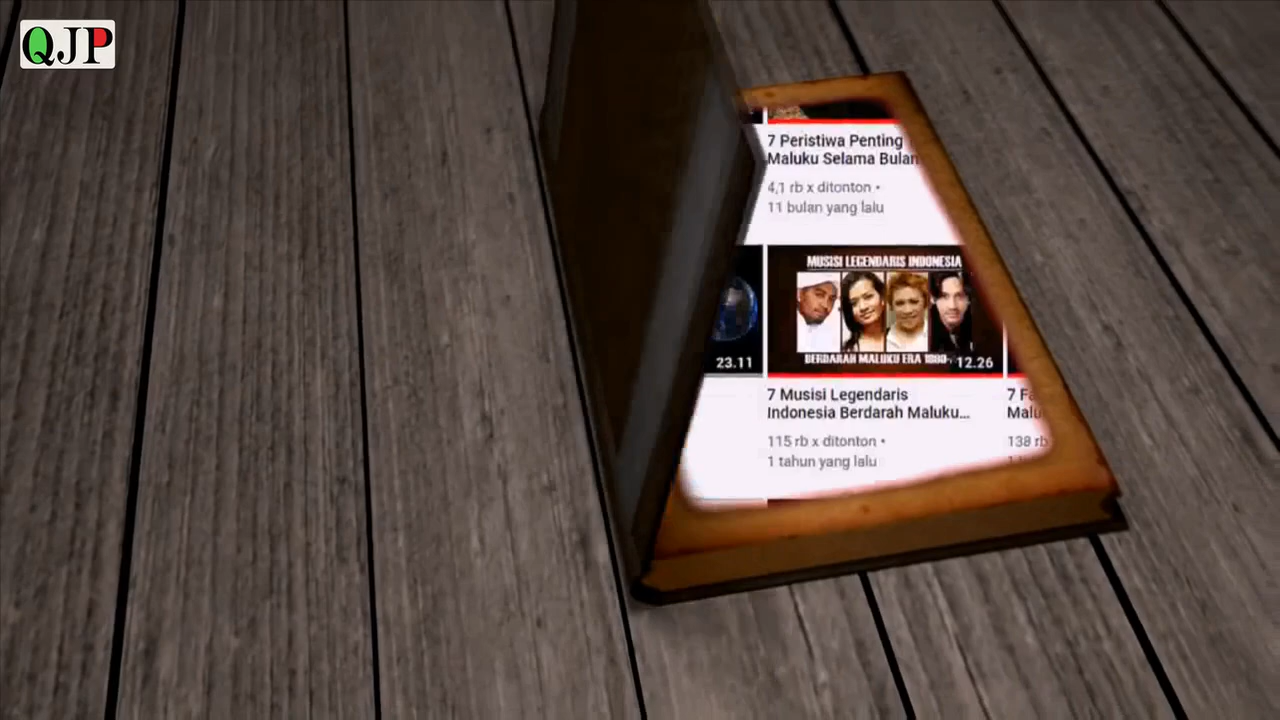 QJP
7 Peristiwa Penting
Maluku Selama Bulan
4,1 rb x ditonton •
11 bulan yang lalu
MUSISI LEGENDARIS INDONESIA
BERDARAH MALUKU ERA
23.11
12.26
7 Musisi Legendaris
Indonesia Berdarah Maluku...
115 rb x ditonton •
1 tahun yang lalu
7
138 rb